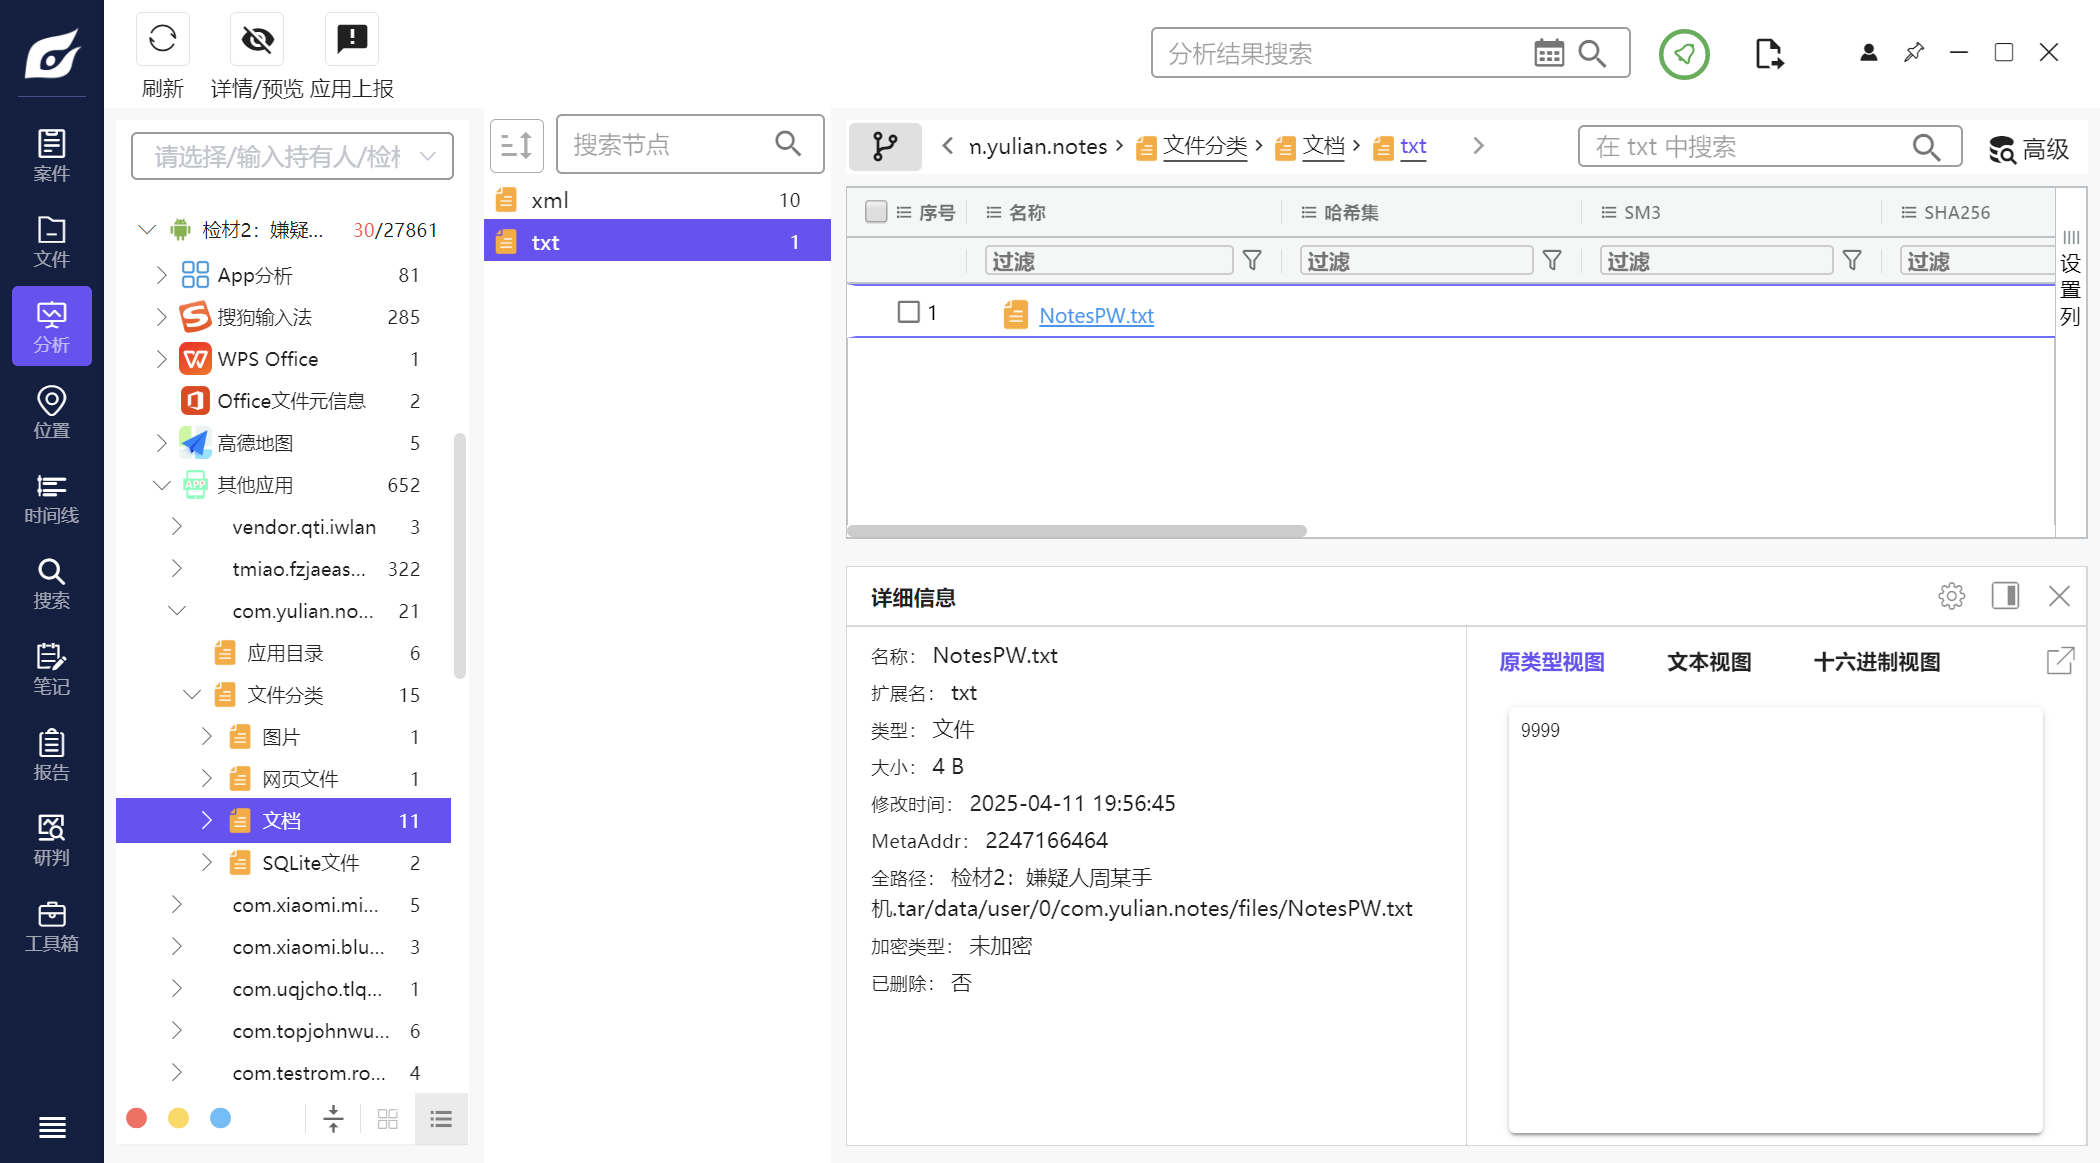 刷新
详情/预览
应用上报
分析结果搜索
案件
文件
分析
位置
时间线
搜索
笔记
报告
研判
工具箱
请选择/输入持有人/检材
检材2：嫌疑... 30/27861
App分析 81
搜狗输入法 285
WPS Office 1
Office文件元信息 2
高德地图 5
APP 其他应用 652
vendor.qti.iwlan 3
tmiao.fzjaeas... 322
com.yulian.no... 21
应用目录 6
文件分类 15
图片 1
网页文件 1
文档 11
SQLite文件 2
com.xiaomi.mi... 5
com.xiaomi.blu... 3
com.uqjcho.tlq... 1
com.topjohnwu... 6
com.testrom.ro... 4
搜索节点
xml 10
txt 1
n.yulian.notes 文件分类 文档 txt
在 txt 中搜索
高级
序号 名称 哈希集 SM3 SHA256
过滤 过滤 过滤 过滤
1 NotesPW.txt
设置列
详细信息
名称： NotesPW.txt
扩展名： txt
类型： 文件
大小： 4 B
修改时间： 2025-04-11 19:56:45
MetaAddr： 2247166464
全路径： 检材2：嫌疑人周某手
机.tar/data/user/0/com.yulian.notes/files/NotesPW.txt
加密类型： 未加密
已删除： 否
原类型视图 文本视图 十六进制视图
9999